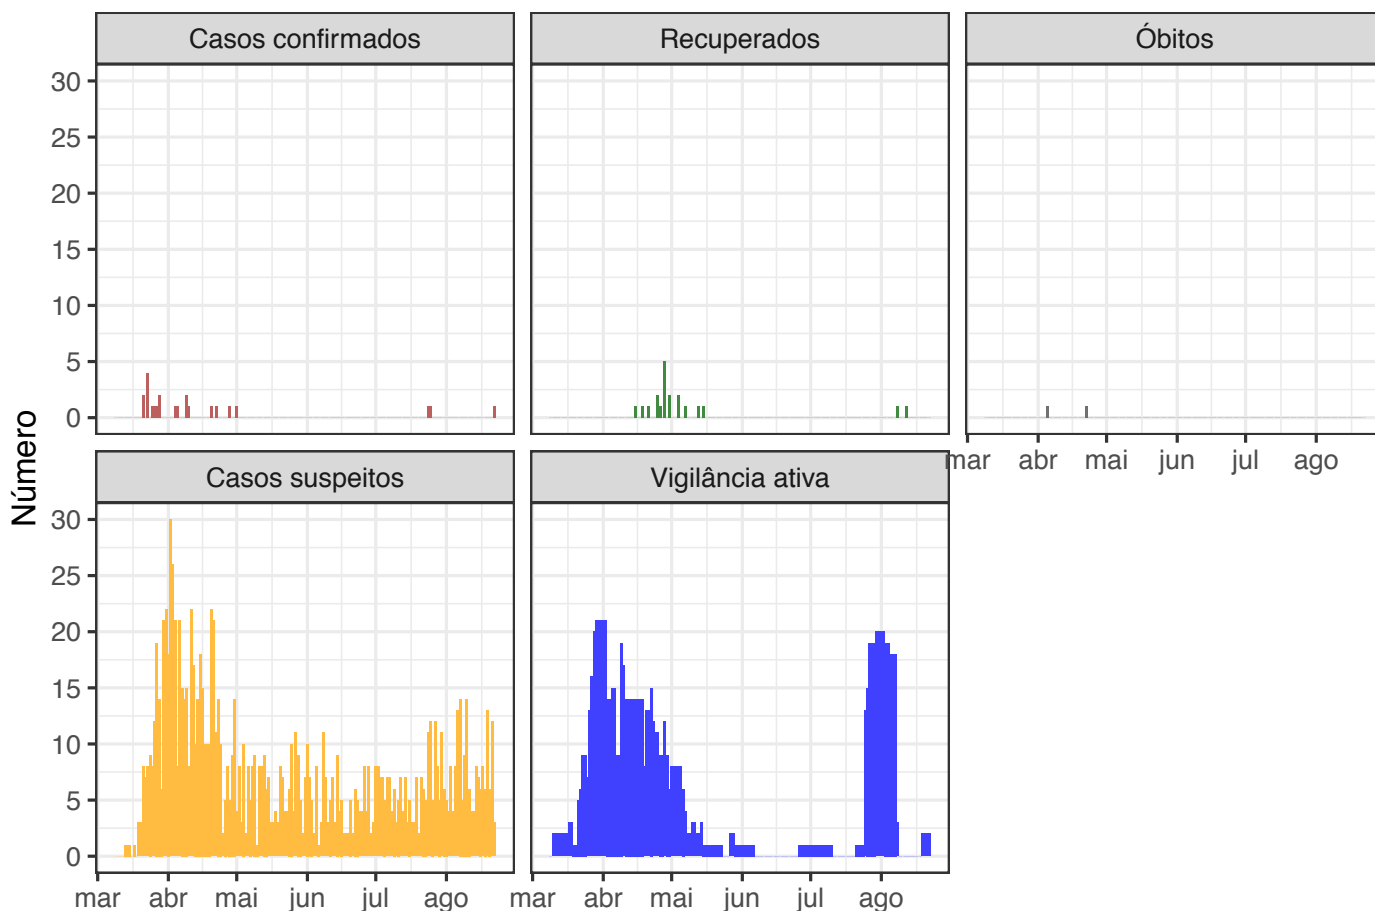 Casos confirmados Recuperados Óbitos
30
25
20
15
10
5
0
mar abr mai jun jul ago
Número
Casos suspeitos Vigilância ativa
30
25
20
15
10
5
0
mar abr mai jun jul ago mar abr mai jun jul ago